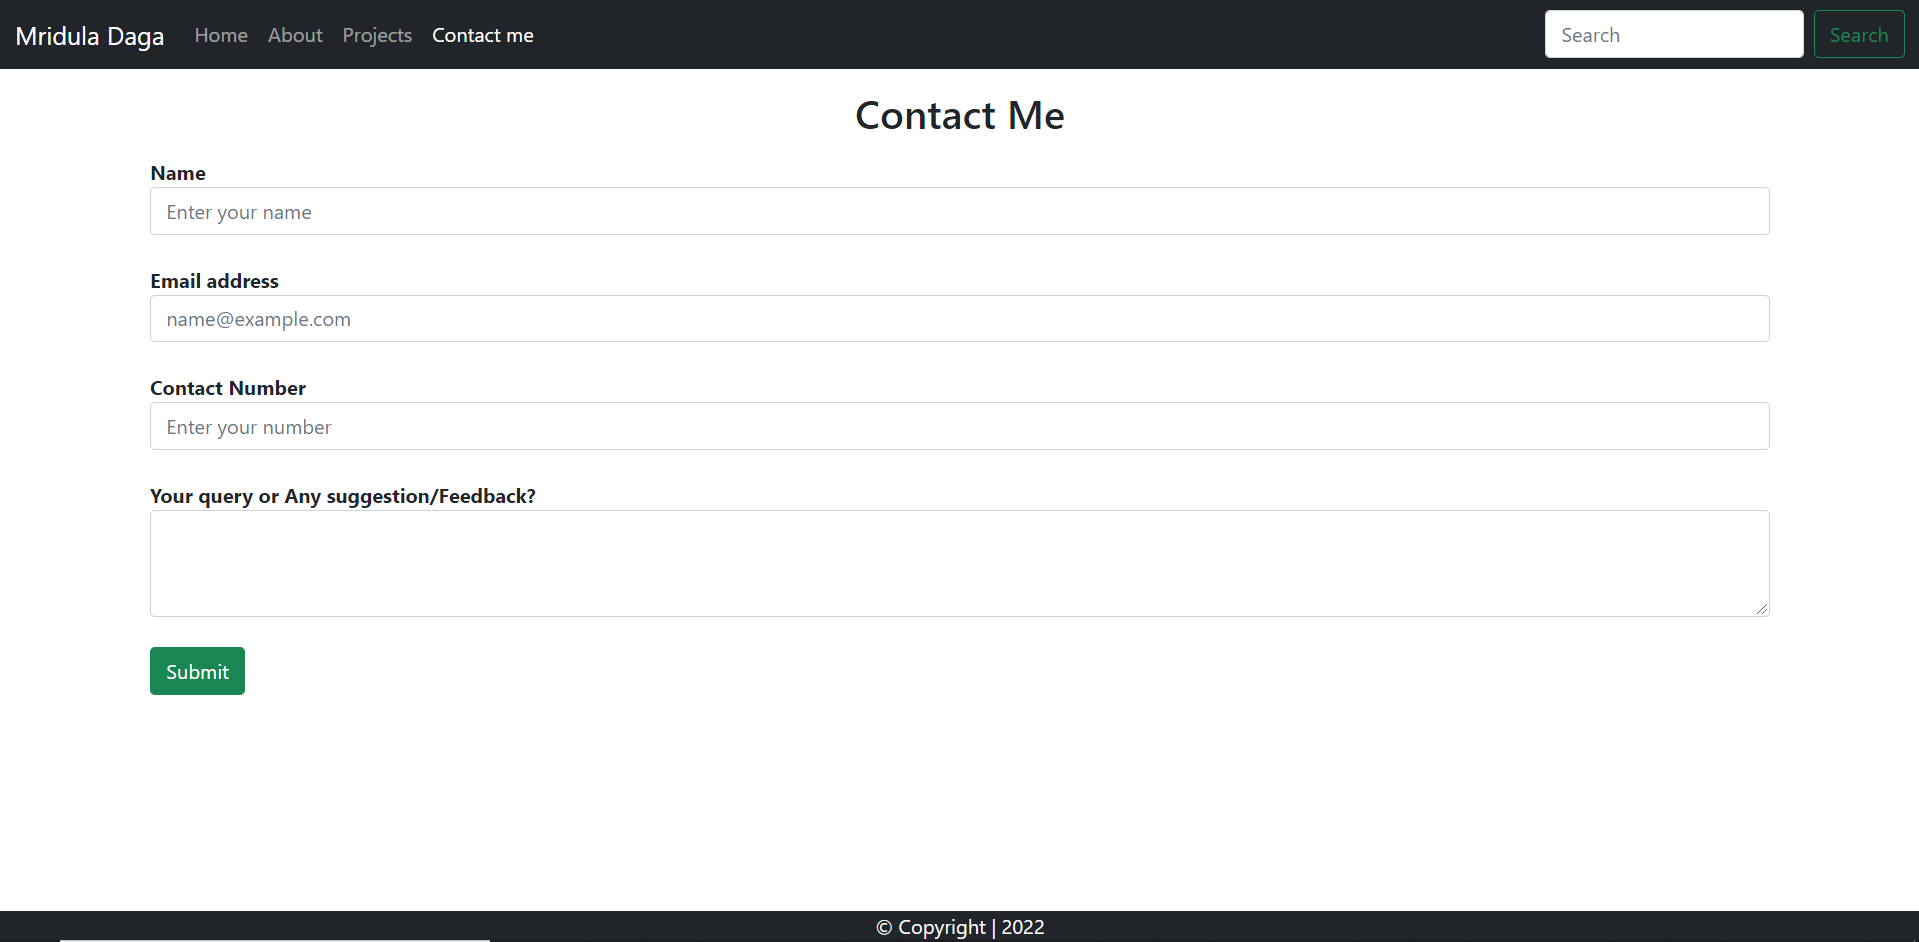 Mridula Daga Home About Projects Contact me Search Search
Contact Me
Name
Enter your name
Email address
name@example.com
Contact Number
Enter your number
Your query or Any suggestion/Feedback?
Submit
© Copyright | 2022